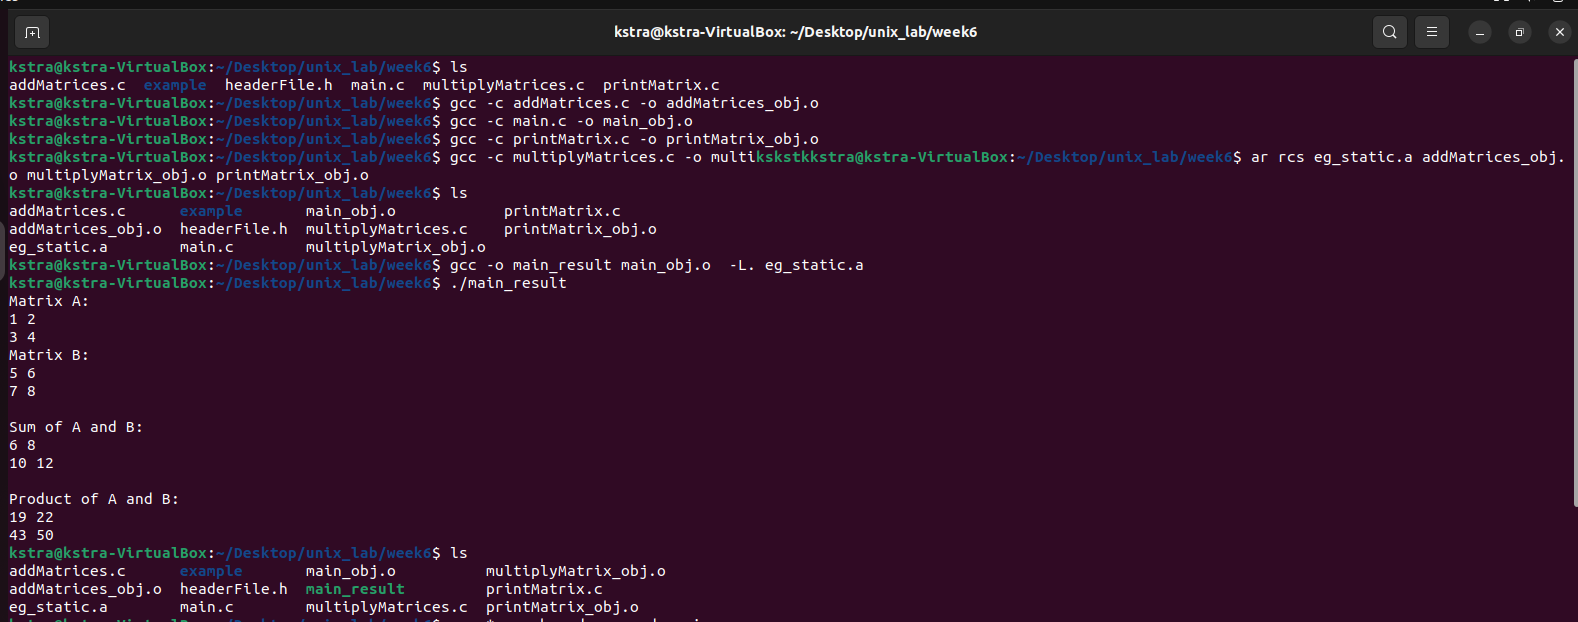 kstra@kstra-VirtualBox: ~/Desktop/unix_lab/week6
kstra@kstra-VirtualBox:~/Desktop/unix_lab/week6$ ls
addMatrices.c  example  headerFile.h  main.c  multiplyMatrices.c  printMatrix.c
kstra@kstra-VirtualBox:~/Desktop/unix_lab/week6$ gcc -c addMatrices.c -o addMatrices_obj.o
kstra@kstra-VirtualBox:~/Desktop/unix_lab/week6$ gcc -c main.c -o main_obj.o
kstra@kstra-VirtualBox:~/Desktop/unix_lab/week6$ gcc -c printMatrix.c -o printMatrix_obj.o
kstra@kstra-VirtualBox:~/Desktop/unix_lab/week6$ gcc -c multiplyMatrices.c -o multikskstkkstra@kstra-VirtualBox:~/Desktop/unix_lab/week6$ ar rcs eg_static.a addMatrices_obj.
o multiplyMatrix_obj.o printMatrix_obj.o
kstra@kstra-VirtualBox:~/Desktop/unix_lab/week6$ ls
addMatrices.c      example       main_obj.o            printMatrix.c
addMatrices_obj.o  headerFile.h  multiplyMatrices.c    printMatrix_obj.o
eg_static.a        main.c        multiplyMatrix_obj.o
kstra@kstra-VirtualBox:~/Desktop/unix_lab/week6$ gcc -o main_result main_obj.o  -L. eg_static.a
kstra@kstra-VirtualBox:~/Desktop/unix_lab/week6$ ./main_result
Matrix A:
1 2
3 4
Matrix B:
5 6
7 8
Sum of A and B:
6 8
10 12
Product of A and B:
19 22
43 50
kstra@kstra-VirtualBox:~/Desktop/unix_lab/week6$ ls
addMatrices.c      example       main_obj.o          multiplyMatrix_obj.o
addMatrices_obj.o  headerFile.h  main_result         printMatrix.c
eg_static.a        main.c        multiplyMatrices.c  printMatrix_obj.o